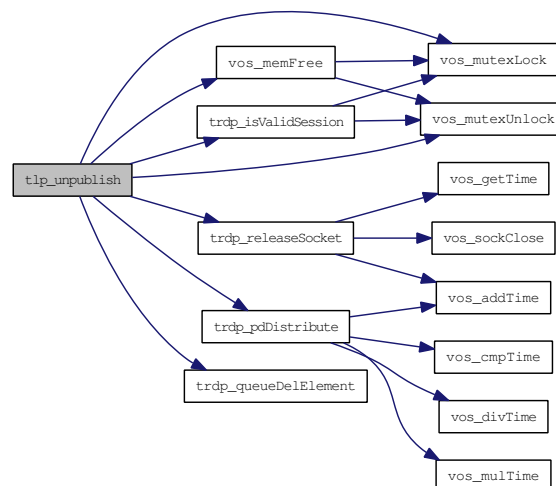 tlp_unpublish
vos_memFree
trdp_isValidSession
trdp_releaseSocket
trdp_pdDistribute
trdp_queueDelElement
vos_mutexLock
vos_mutexUnlock
vos_getTime
vos_sockClose
vos_addTime
vos_cmpTime
vos_divTime
vos_mulTime